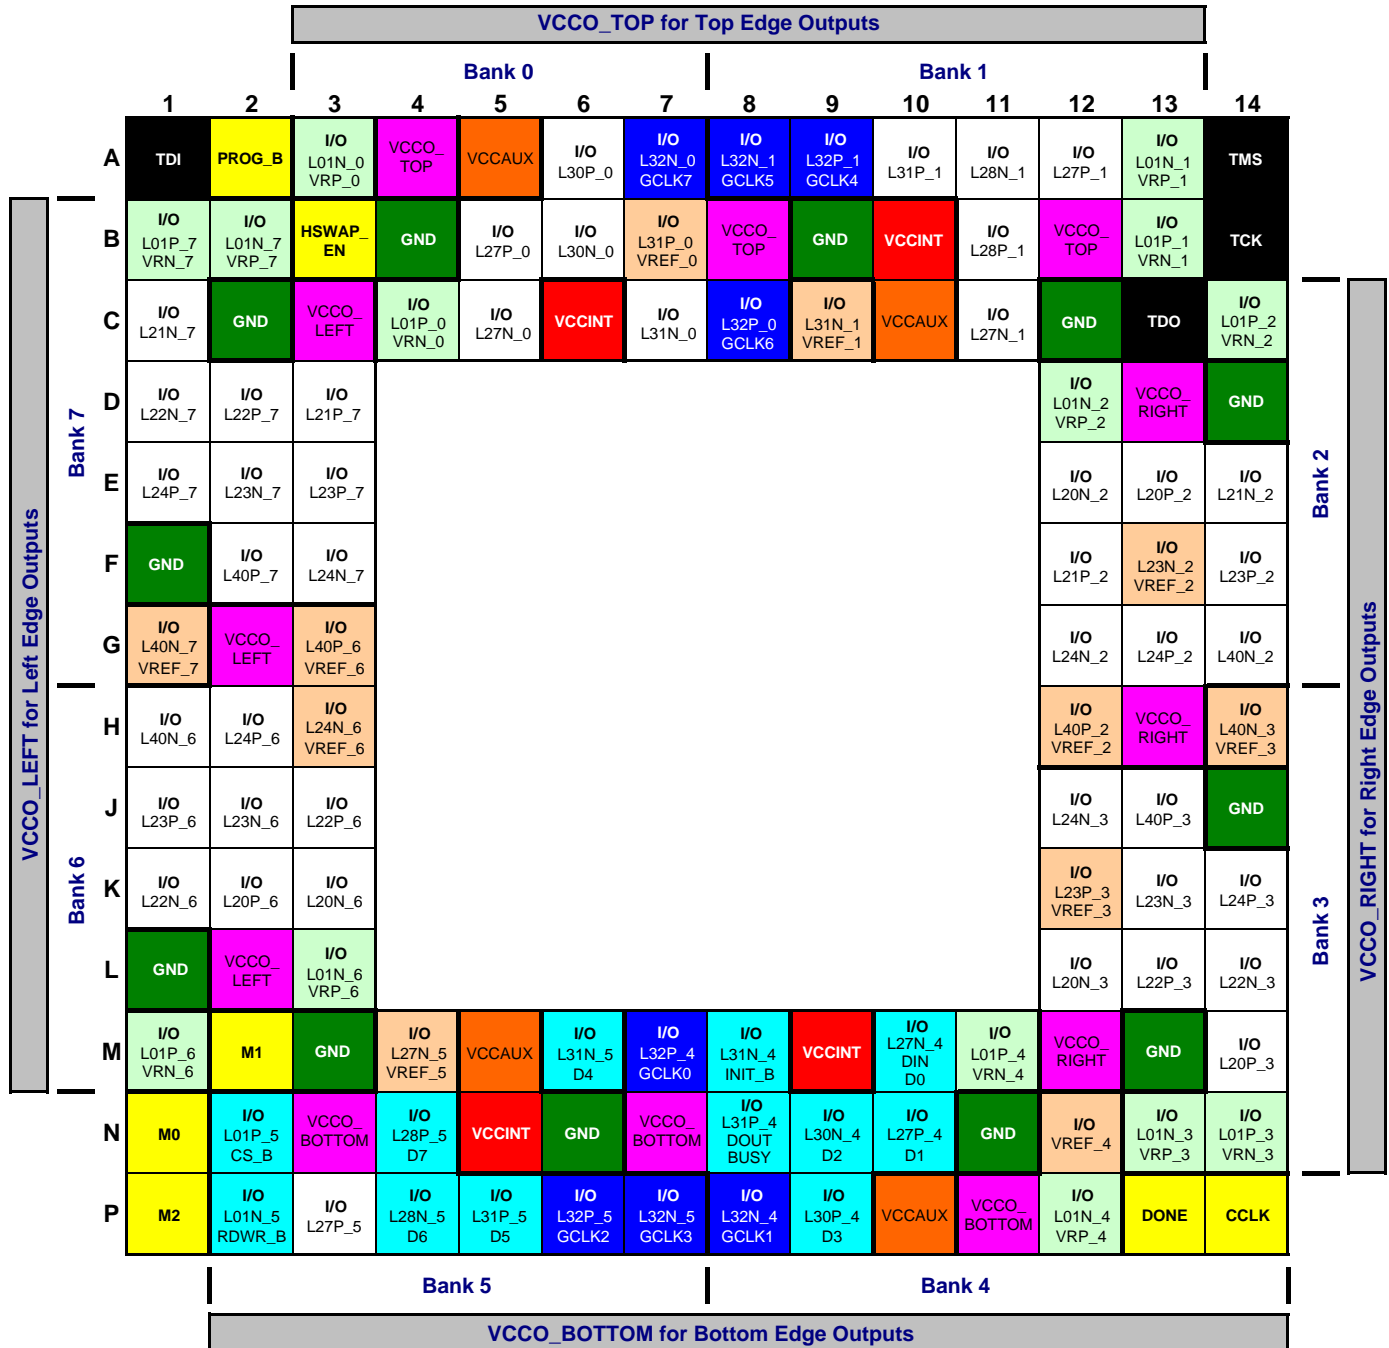 VCCO_TOP for Top Edge Outputs
Bank 0
Bank 1
1 2 3 4 5 6 7 8 9 10 11 12 13 14
A
TDI
PROG_B
I/O
L01N_0
VRP_0
VCCO_
TOP
VCCAUX
I/O
L30P_0
I/O
L32N_0
GCLK7
I/O
L32N_1
GCLK5
I/O
L32P_1
GCLK4
I/O
L31P_1
I/O
L28N_1
I/O
L27P_1
I/O
L01N_1
VRP_1
TMS
B
I/O
L01P_7
VRN_7
I/O
L01N_7
VRP_7
HSWAP_
EN
GND
I/O
L27P_0
I/O
L30N_0
I/O
L31P_0
VREF_0
VCCO_
TOP
GND
VCCINT
I/O
L28P_1
VCCO_
TOP
I/O
L01P_1
VRN_1
TCK
C
I/O
L21N_7
GND
VCCO_
LEFT
I/O
L01P_0
VRN_0
I/O
L27N_0
VCCINT
I/O
L31N_0
I/O
L32P_0
GCLK6
I/O
L31N_1
VREF_1
VCCAUX
I/O
L27N_1
GND
TDO
I/O
L01P_2
VRN_2
D
I/O
L22N_7
I/O
L22P_7
I/O
L21P_7
I/O
L01N_2
VRP_2
VCCO_
RIGHT
GND
E
I/O
L24P_7
I/O
L23N_7
I/O
L23P_7
I/O
L20N_2
I/O
L20P_2
I/O
L21N_2
F
GND
I/O
L40P_7
I/O
L24N_7
I/O
L21P_2
I/O
L23N_2
VREF_2
I/O
L23P_2
G
I/O
L40N_7
VREF_7
VCCO_
LEFT
I/O
L40P_6
VREF_6
I/O
L24N_2
I/O
L24P_2
I/O
L40N_2
H
I/O
L40N_6
I/O
L24P_6
I/O
L24N_6
VREF_6
I/O
L40P_2
VREF_2
VCCO_
RIGHT
I/O
L40N_3
VREF_3
J
I/O
L23P_6
I/O
L23N_6
I/O
L22P_6
I/O
L24N_3
I/O
L40P_3
GND
K
I/O
L22N_6
I/O
L20P_6
I/O
L20N_6
I/O
L23P_3
VREF_3
I/O
L23N_3
I/O
L24P_3
L
GND
VCCO_
LEFT
I/O
L01N_6
VRP_6
I/O
L20N_3
I/O
L22P_3
I/O
L22N_3
M
I/O
L01P_6
VRN_6
M1
GND
I/O
L27N_5
VREF_5
VCCAUX
I/O
L31N_5
D4
I/O
L32P_4
GCLK0
I/O
L31N_4
INIT_B
VCCINT
I/O
L27N_4
DIN
D0
I/O
L01P_4
VRN_4
VCCO_
RIGHT
GND
I/O
L20P_3
N
M0
I/O
L01P_5
CS_B
VCCO_
BOTTOM
I/O
L28P_5
D7
VCCINT
GND
VCCO_
BOTTOM
I/O
L31P_4
DOUT
BUSY
I/O
L30N_4
D2
I/O
L27P_4
D1
GND
I/O
VREF_4
I/O
L01N_3
VRP_3
I/O
L01P_3
VRN_3
P
M2
I/O
L01N_5
RDWR_B
I/O
L27P_5
I/O
L28N_5
D6
I/O
L31P_5
D5
I/O
L32P_5
GCLK2
I/O
L32N_5
GCLK3
I/O
L32N_4
GCLK1
I/O
L30P_4
D3
VCCAUX
VCCO_
BOTTOM
I/O
L01N_4
VRP_4
DONE
CCLK
VCCO_LEFT for Left Edge Outputs
Bank 7
Bank 6
Bank 2
Bank 3
VCCO_RIGHT for Right Edge Outputs
Bank 5
Bank 4
VCCO_BOTTOM for Bottom Edge Outputs